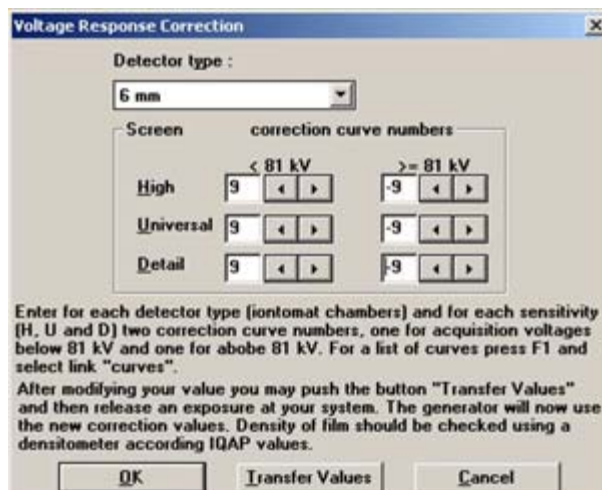 Voltage Response Correction
Detector type :
6 mm
Screen correction curve numbers
< 81 kV >= 81 kV
High 9 -9
Universal 9 -9
Detail 9 -9
Enter for each detector type (iontomat chambers) and for each sensitivity
(H, U and D) two correction curve numbers, one for acquisition voltages
below 81 kV and one for abobe 81 kV. For a list of curves press F1 and
select link "curves".
After modifying your value you may push the button "Transfer Values"
and then release an exposure at your system. The generator will now use
the new correction values. Density of film should be checked using a
densitometer according IQAP values.
OK Transfer Values Cancel